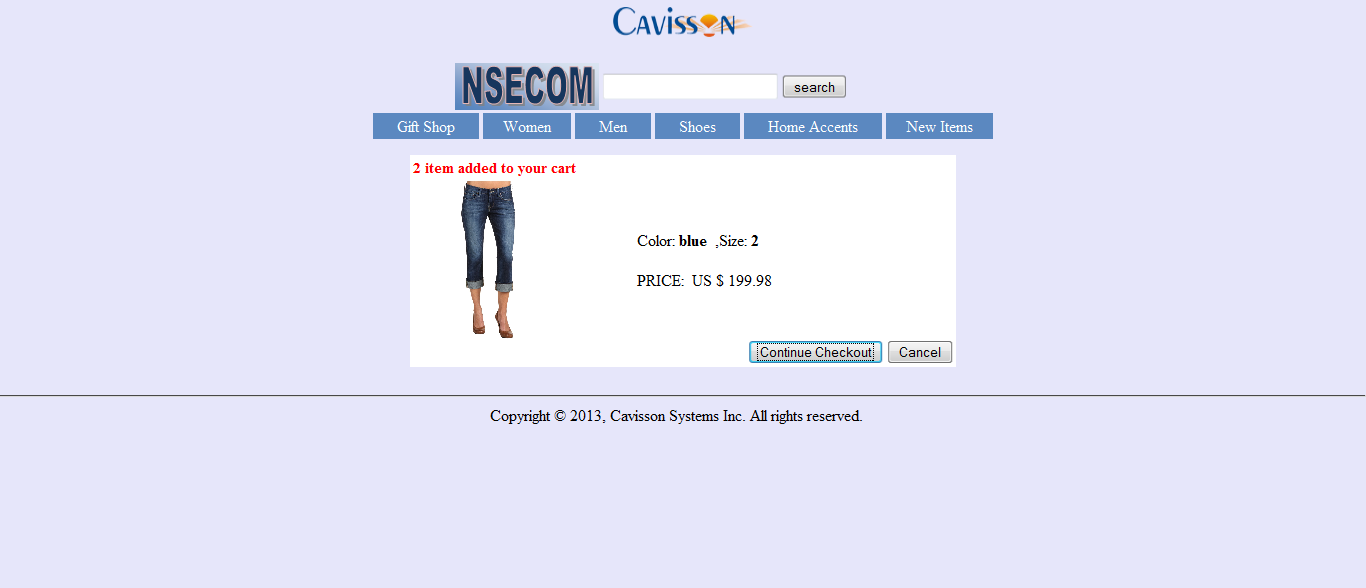 CAVISSON
NSECOM search
Gift Shop Women Men Shoes Home Accents New Items
2 item added to your cart
Color: blue ,Size: 2
PRICE: US $ 199.98
Continue Checkout Cancel
Copyright © 2013, Cavisson Systems Inc. All rights reserved.